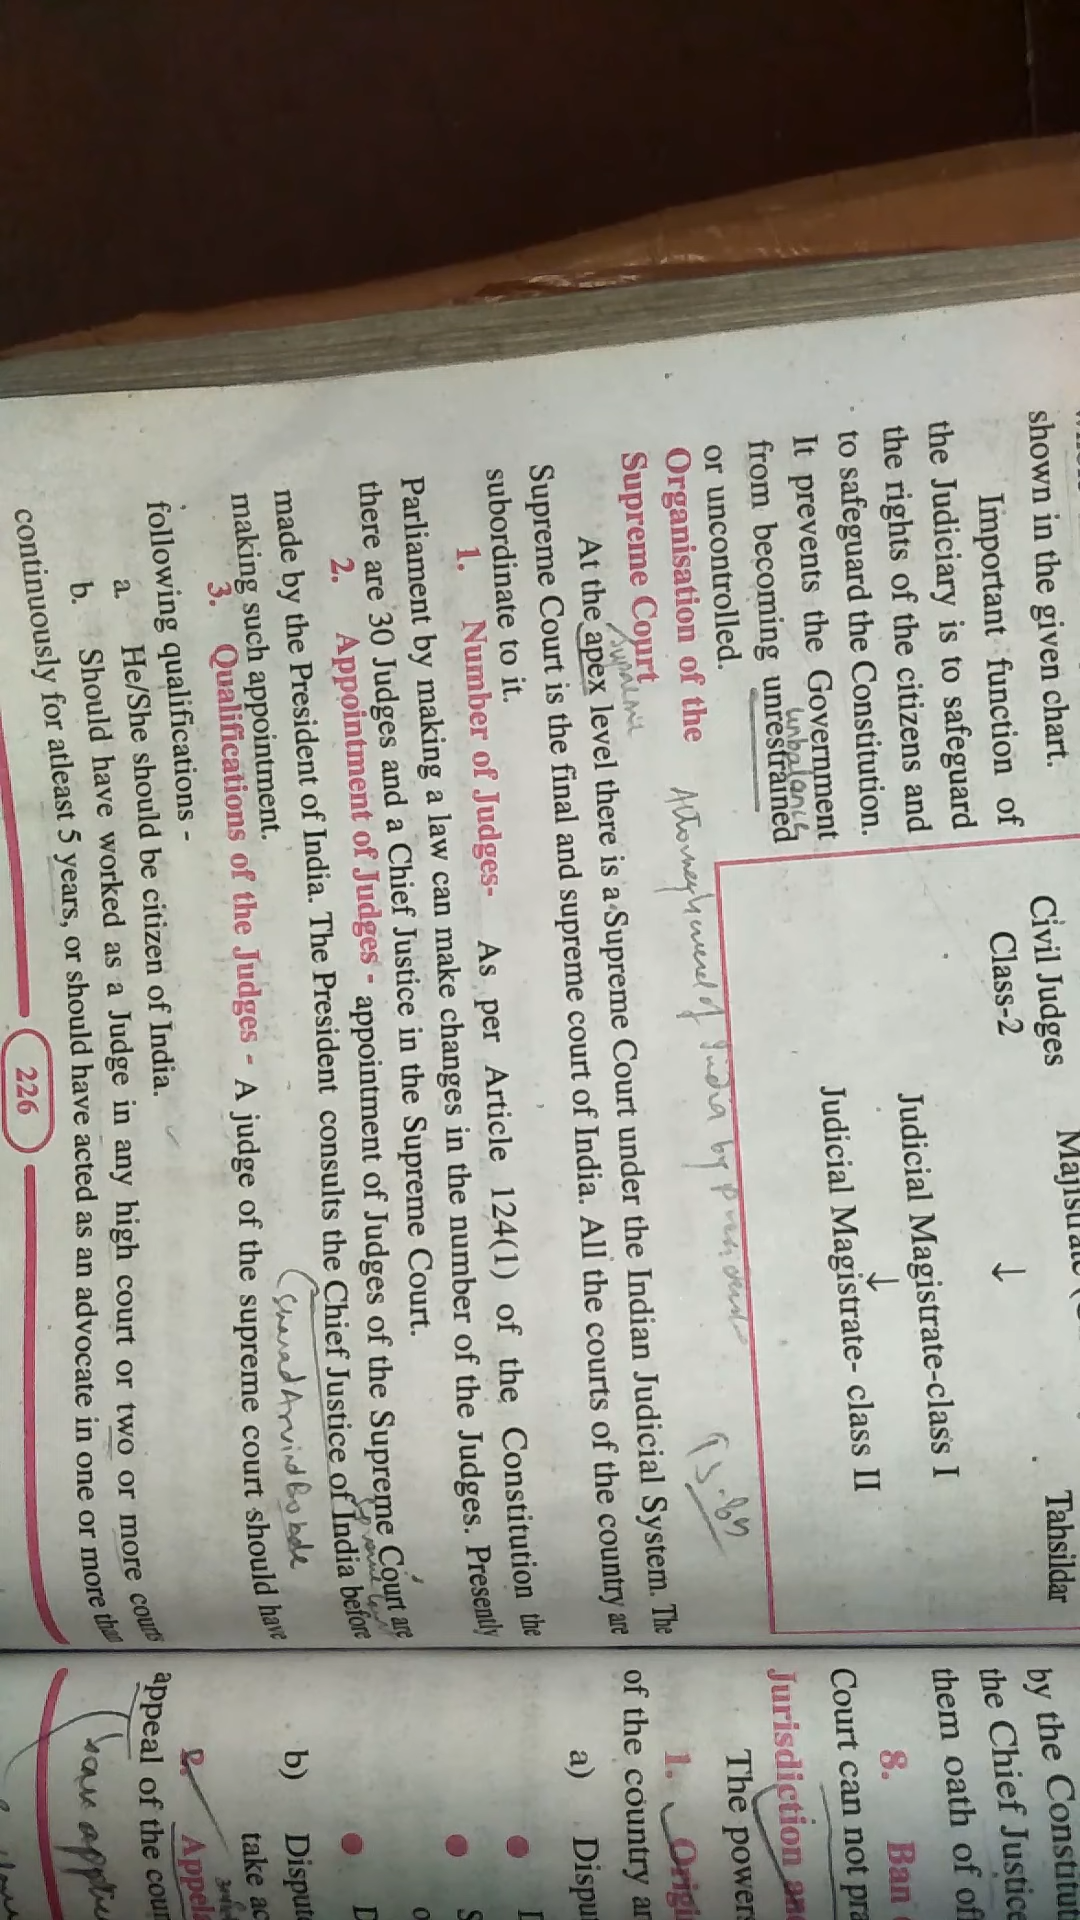 shown in the given chart.
Important function of
the Judiciary is to safeguard
the rights of the citizens and
to safeguard the Constitution.
It prevents the Government
from becoming unrestrained
or uncontrolled.
Civil Judges
Class-2
Tahsildar
↓
Judicial Magistrate-class I
↓
Judicial Magistrate- class II
Organisation of the
Supreme Court
At the apex level there is a Supreme Court under the Indian Judicial System. The
Supreme Court is the final and supreme court of India. All the courts of the country are
subordinate to it.
1. Number of Judges- As per Article 124(1) of the Constitution the
Parliament by making a law can make changes in the number of the Judges. Presently
there are 30 Judges and a Chief Justice in the Supreme Court.
2. Appointment of Judges - appointment of Judges of the Supreme Court are
made by the President of India. The President consults the Chief Justice of India before
making such appointment.
3. Qualifications of the Judges - A judge of the supreme court should have
following qualifications -
a. He/She should be citizen of India.
b. Should have worked as a Judge in any high court or two or more courts
continuously for atleast 5 years, or should have acted as an advocate in one or more than
226
by the Constitut
the Chief Justice
them oath of of
8. Ban
Court can not pra
Jurisdiction an
The powers
1. Origi
of the country ar
a) Disput
b) Dispute
take ac
2. Appel
appeal of the cour